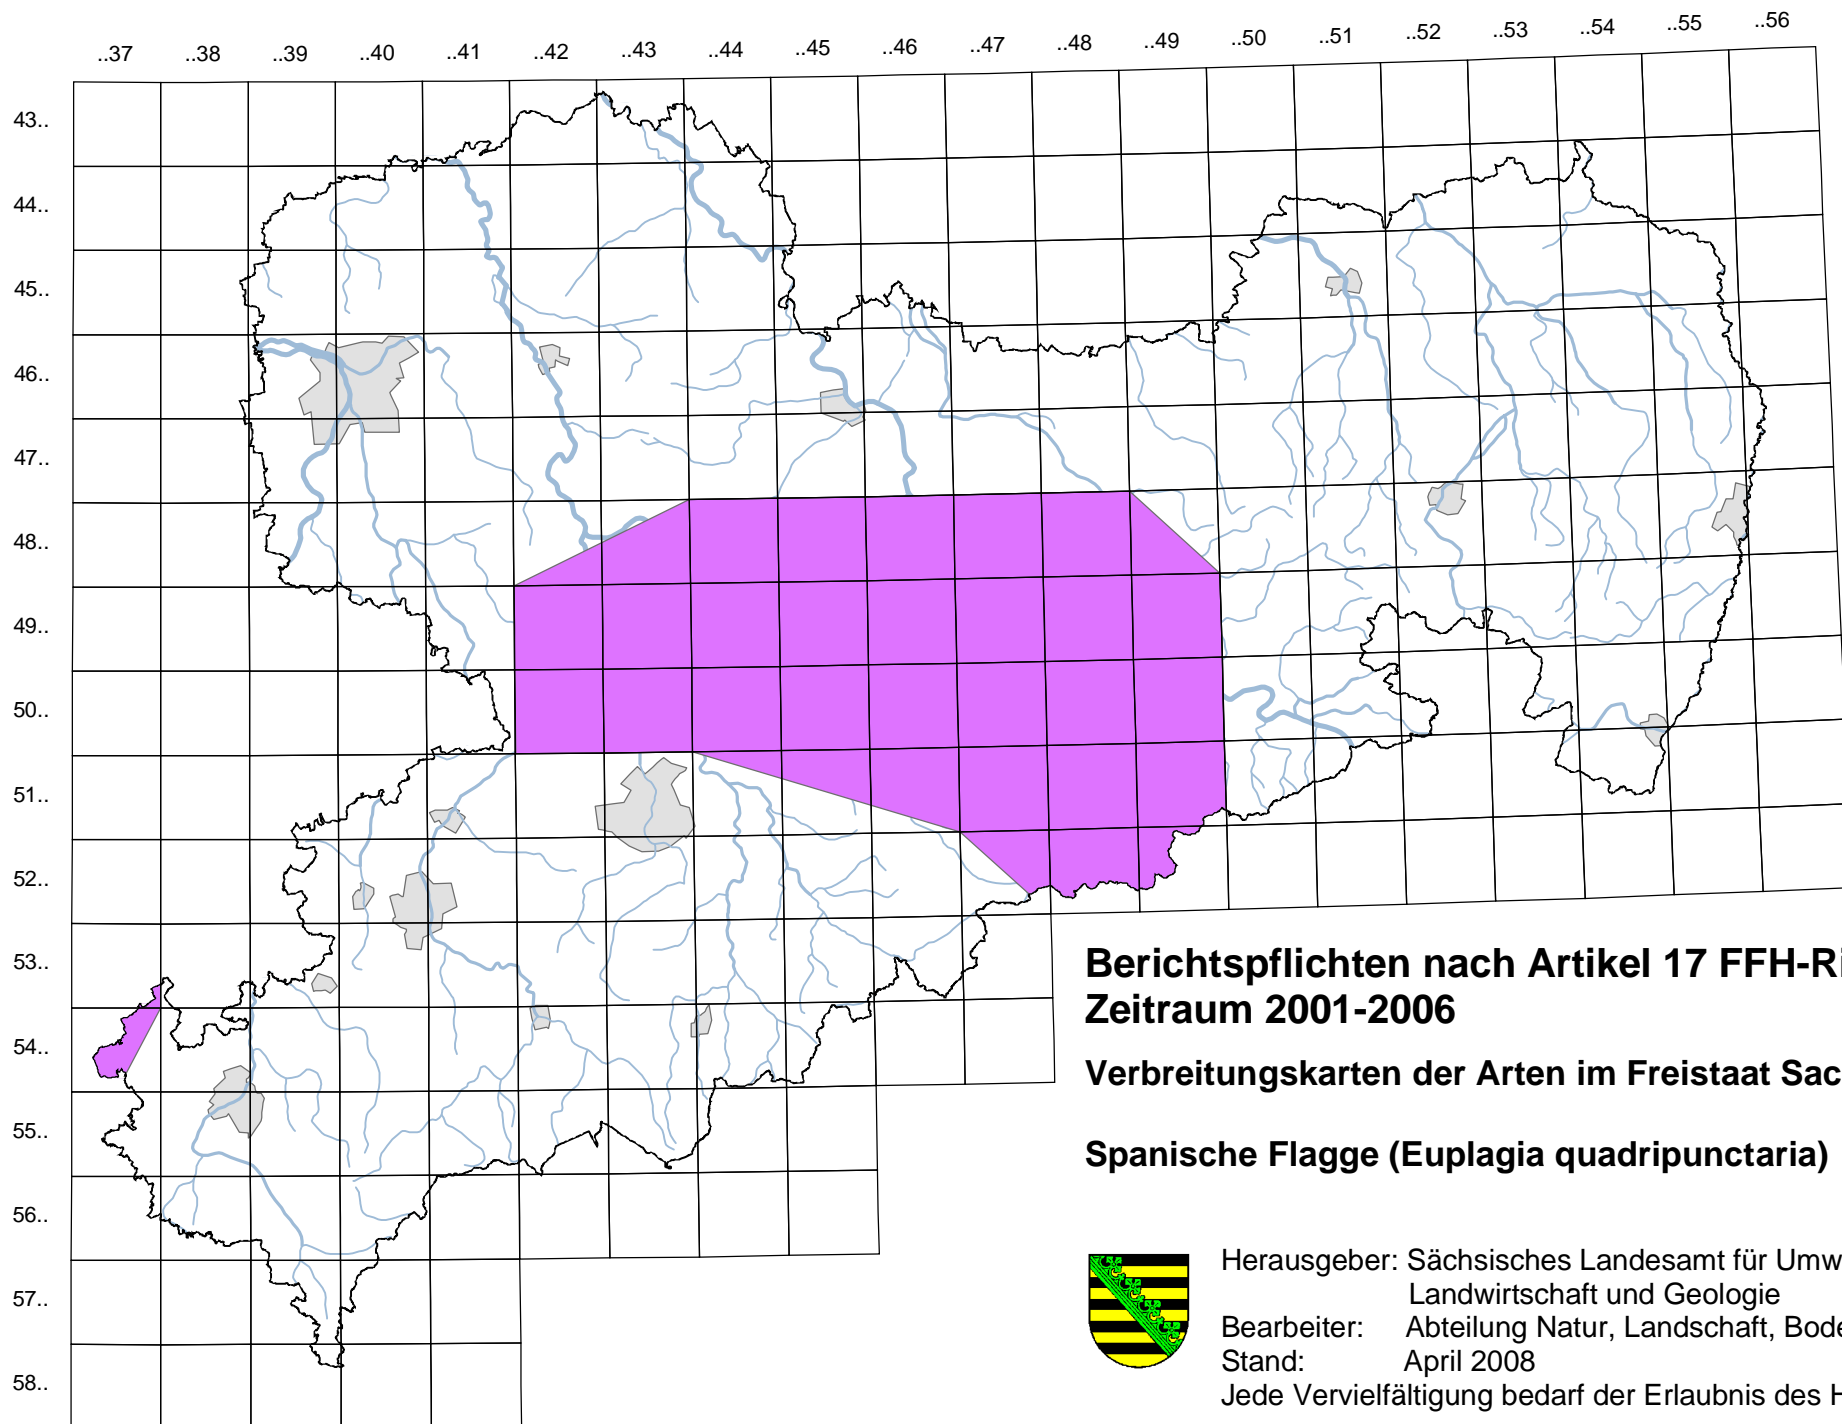 ..37 ..38 ..39 ..40 ..41 ..42 ..43 ..44 ..45 ..46 ..47 ..48 ..49 ..50 ..51 ..52 ..53 ..54 ..55 ..56
43..
44..
45..
46..
47..
48..
49..
50..
51..
52..
53..
54..
55..
56..
57..
58..
Berichtspflichten nach Artikel 17 FFH-Ri
Zeitraum 2001-2006
Verbreitungskarten der Arten im Freistaat Sac
Spanische Flagge (Euplagia quadripunctaria)
Herausgeber: Sächsisches Landesamt für Umw
Landwirtschaft und Geologie
Bearbeiter: Abteilung Natur, Landschaft, Bode
Stand: April 2008
Jede Vervielfältigung bedarf der Erlaubnis des H